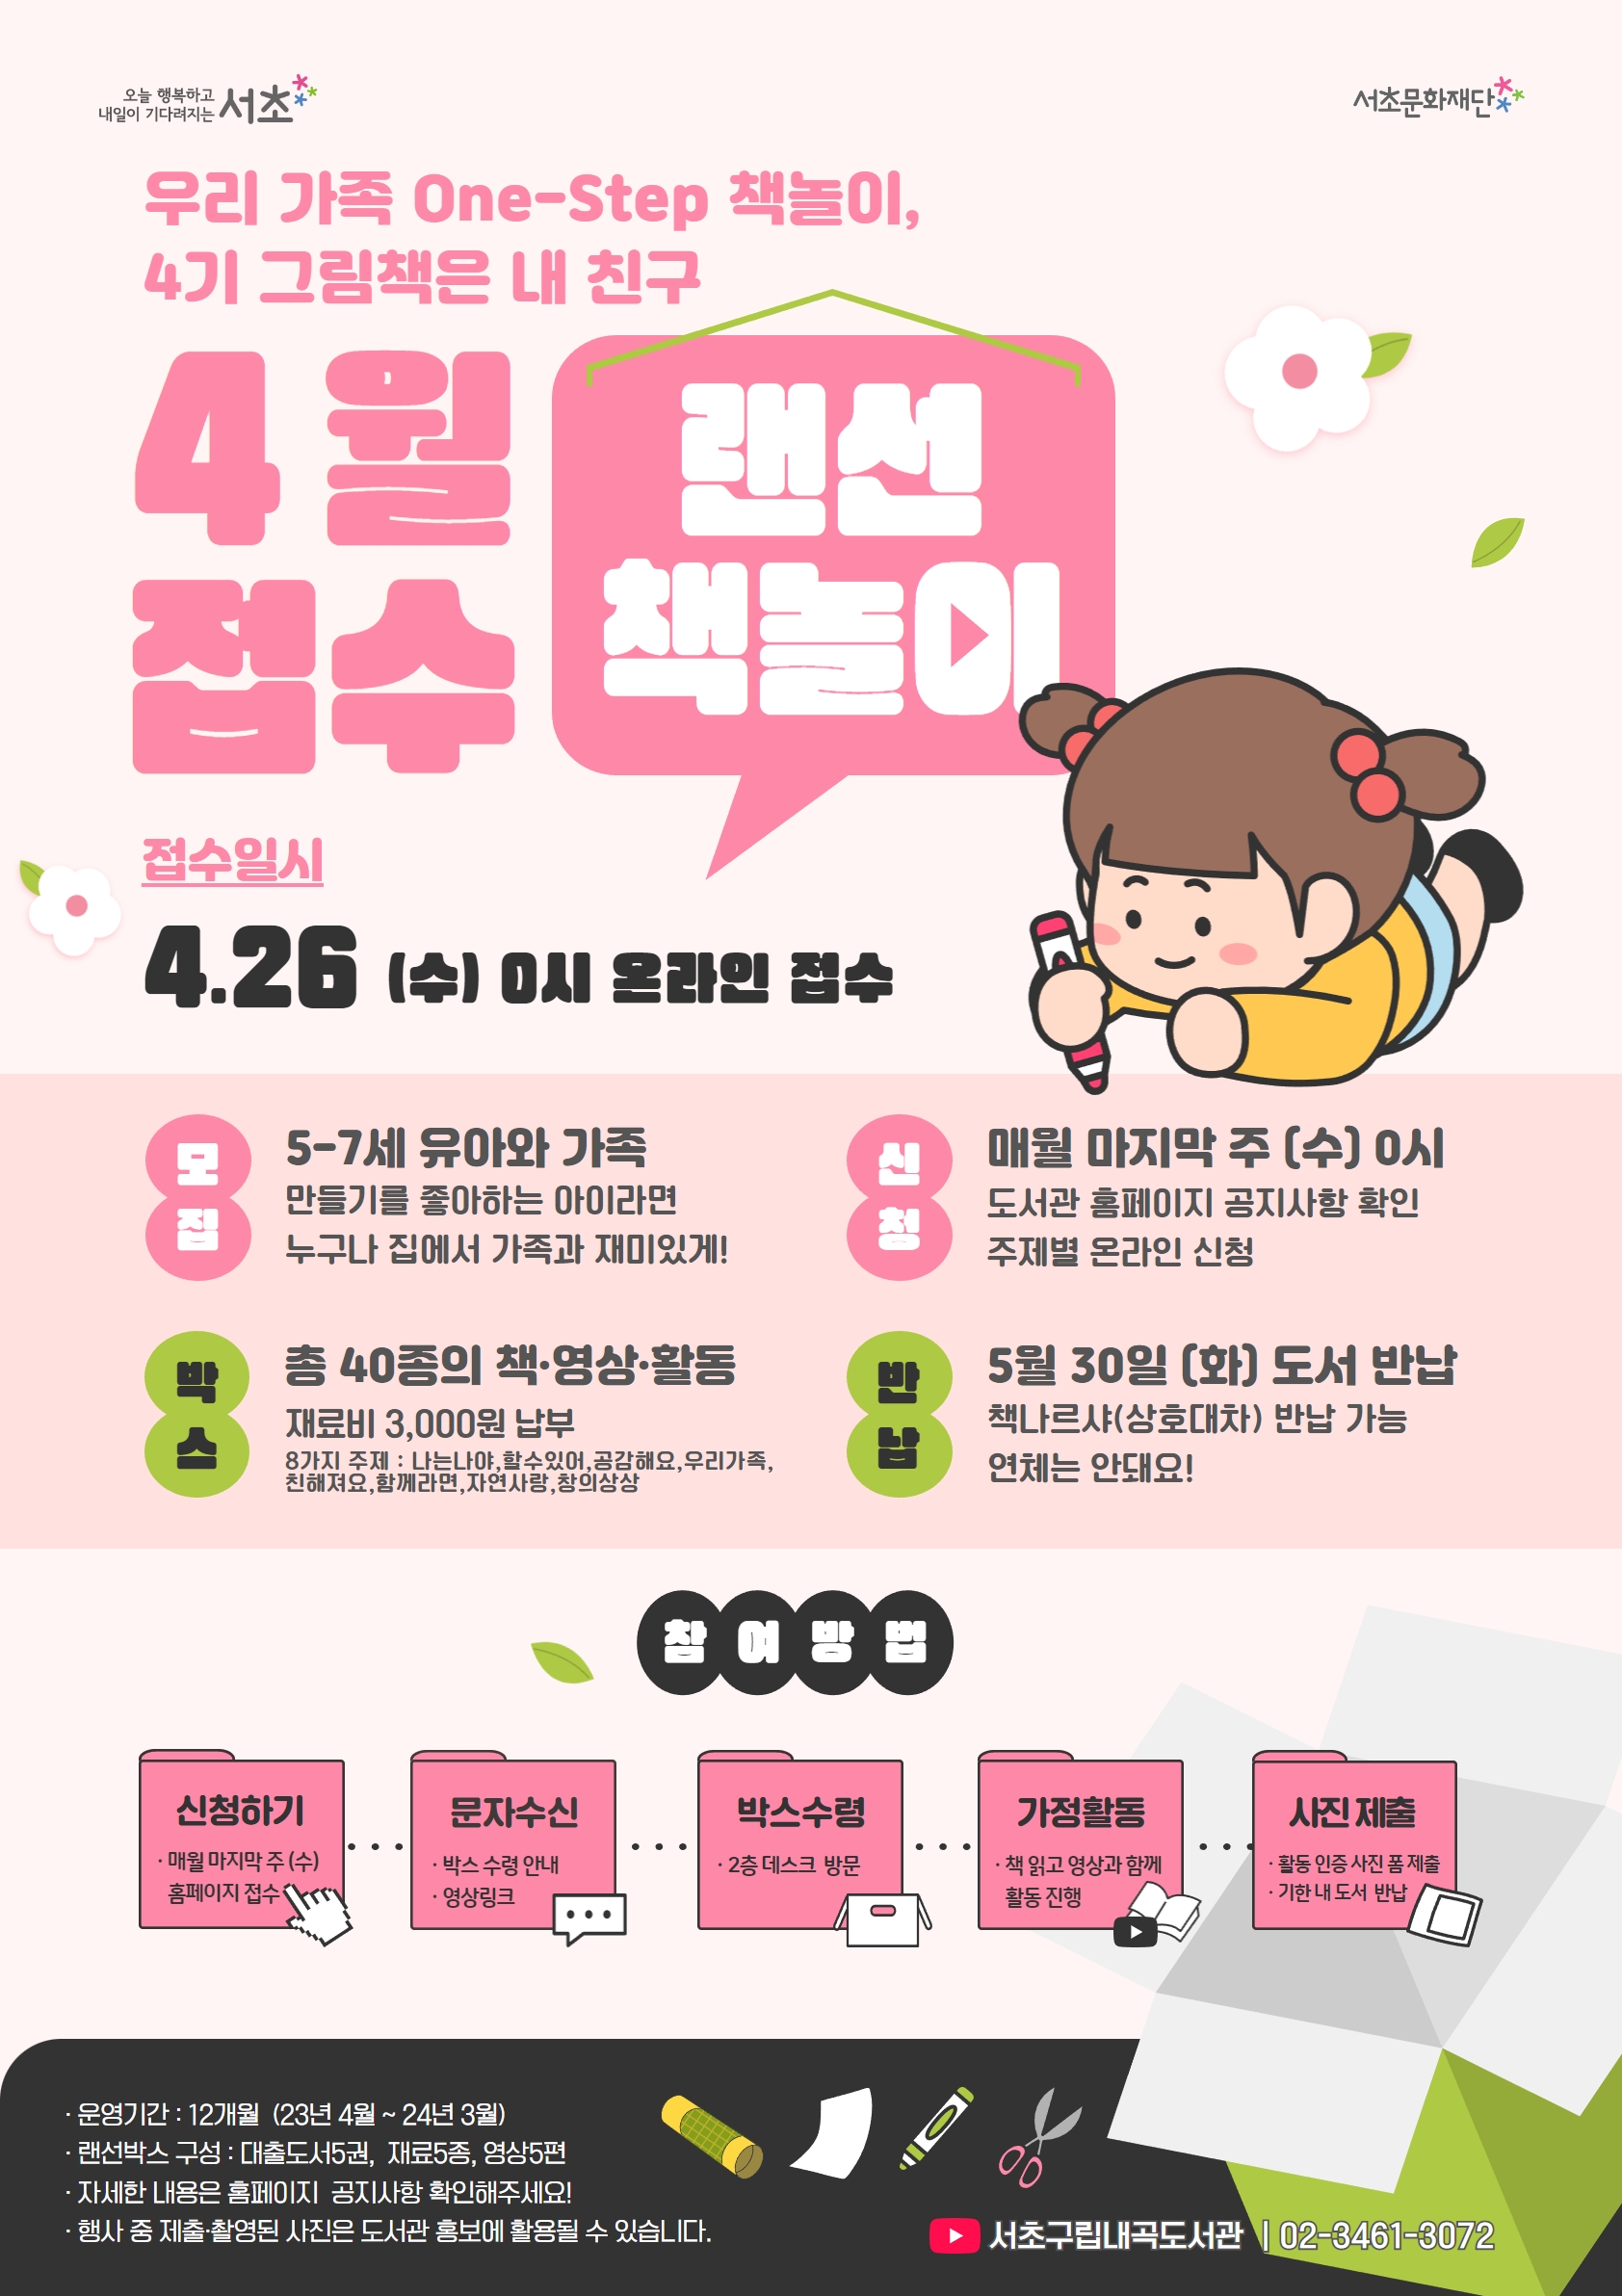 오늘 행복하고
내일이 기다려지는 서초
서초문화재단
우리 가족 One-Step 책놀이,
4기 그림책은 내 친구
4월
접수
랜선
책놀이
접수일시
4.26 (수) 0시 온라인 접수
모집
5-7세 유아와 가족
만들기를 좋아하는 아이라면
누구나 집에서 가족과 재미있게!
신청
매월 마지막 주 (수) 0시
도서관 홈페이지 공지사항 확인
주제별 온라인 신청
박스
총 40종의 책·영상·활동
재료비 3,000원 납부
8가지 주제 : 나는나야,할수있어,공감해요,우리가족,
친해져요,함께라면,자연사랑,창의상상
반납
5월 30일 (화) 도서 반납
책나르샤(상호대차) 반납 가능
연체는 안돼요!
참여방법
신청하기
· 매월 마지막 주 (수)
홈페이지 접수
문자수신
· 박스 수령 안내
· 영상링크
박스수령
· 2층 데스크 방문
가정활동
· 책 읽고 영상과 함께
활동 진행
사진 제출
· 활동 인증 사진 폼 제출
· 기한 내 도서 반납
· 운영기간 : 12개월 (23년 4월 ~ 24년 3월)
· 랜선박스 구성 : 대출도서5권, 재료5종, 영상5편
· 자세한 내용은 홈페이지 공지사항 확인해주세요!
· 행사 중 제출·촬영된 사진은 도서관 홍보에 활용될 수 있습니다.
서초구립내곡도서관 | 02-3461-3072